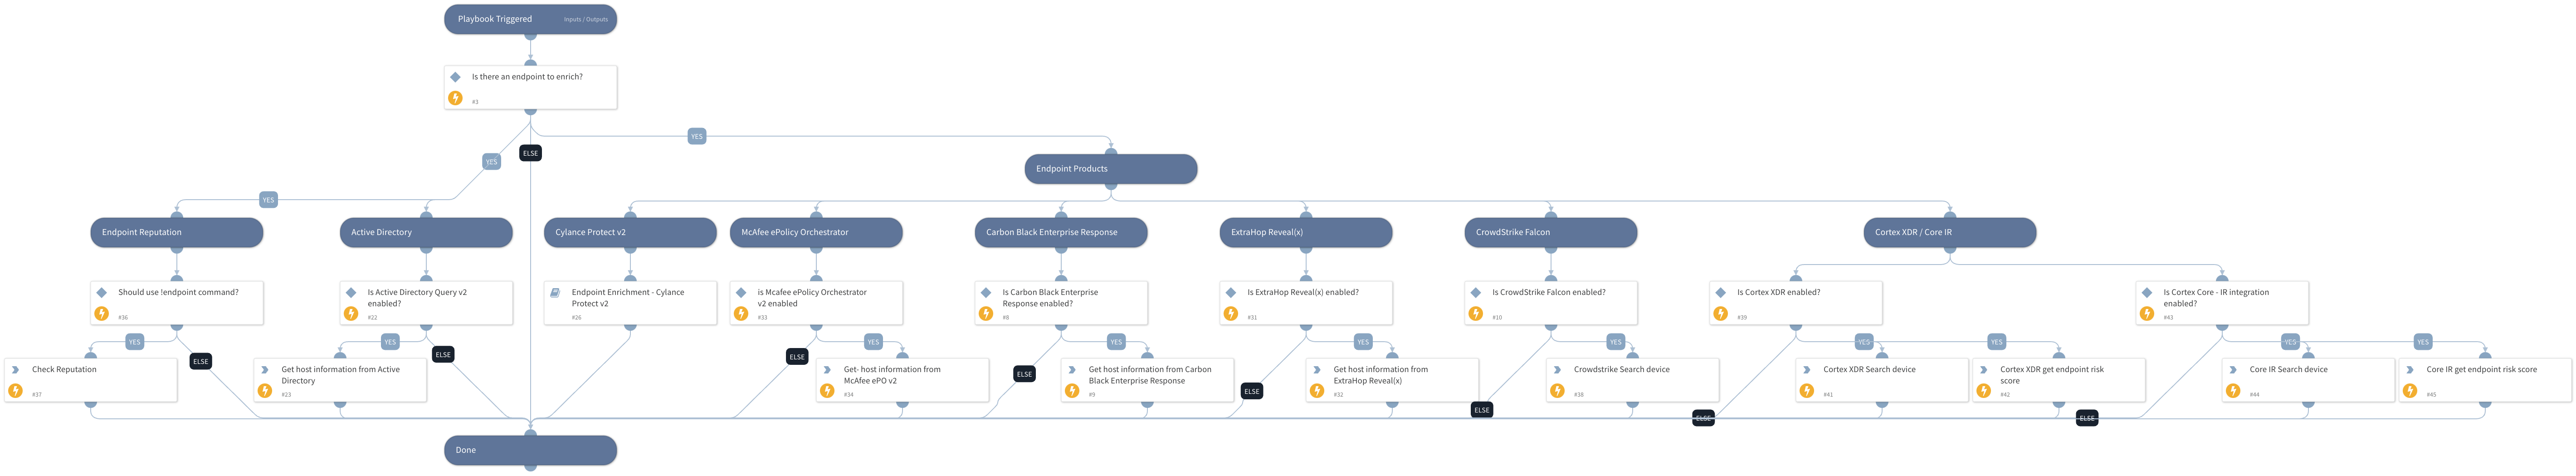 Playbook Triggered
Inputs / Outputs
Is there an endpoint to enrich?
#3
YES
YES
ELSE
Endpoint Products
YES
Endpoint Reputation
Active Directory
Cylance Protect v2
McAfee ePolicy Orchestrator
Carbon Black Enterprise Response
ExtraHop Reveal(x)
CrowdStrike Falcon
Cortex XDR / Core IR
Should use !endpoint command?
#36
Is Active Directory Query v2
enabled?
#22
Endpoint Enrichment - Cylance
Protect v2
#26
is Mcafee ePolicy Orchestrator
v2 enabled
#33
Is Carbon Black Enterprise
Response enabled?
#8
Is ExtraHop Reveal(x) enabled?
#31
Is CrowdStrike Falcon enabled?
#10
Is Cortex XDR enabled?
#39
Is Cortex Core - IR integration
enabled?
#43
YES
ELSE
YES
ELSE
ELSE
YES
ELSE
YES
ELSE
YES
ELSE
YES
ELSE
YES
YES
ELSE
YES
YES
Check Reputation
#37
Get host information from Active
Directory
#23
Get- host information from
McAfee ePO v2
#34
Get host information from Carbon
Black Enterprise Response
#9
Get host information from
ExtraHop Reveal(x)
#32
Crowdstrike Search device
#38
Cortex XDR Search device
#41
Cortex XDR get endpoint risk
score
#42
Core IR Search device
#44
Core IR get endpoint risk score
#45
Done